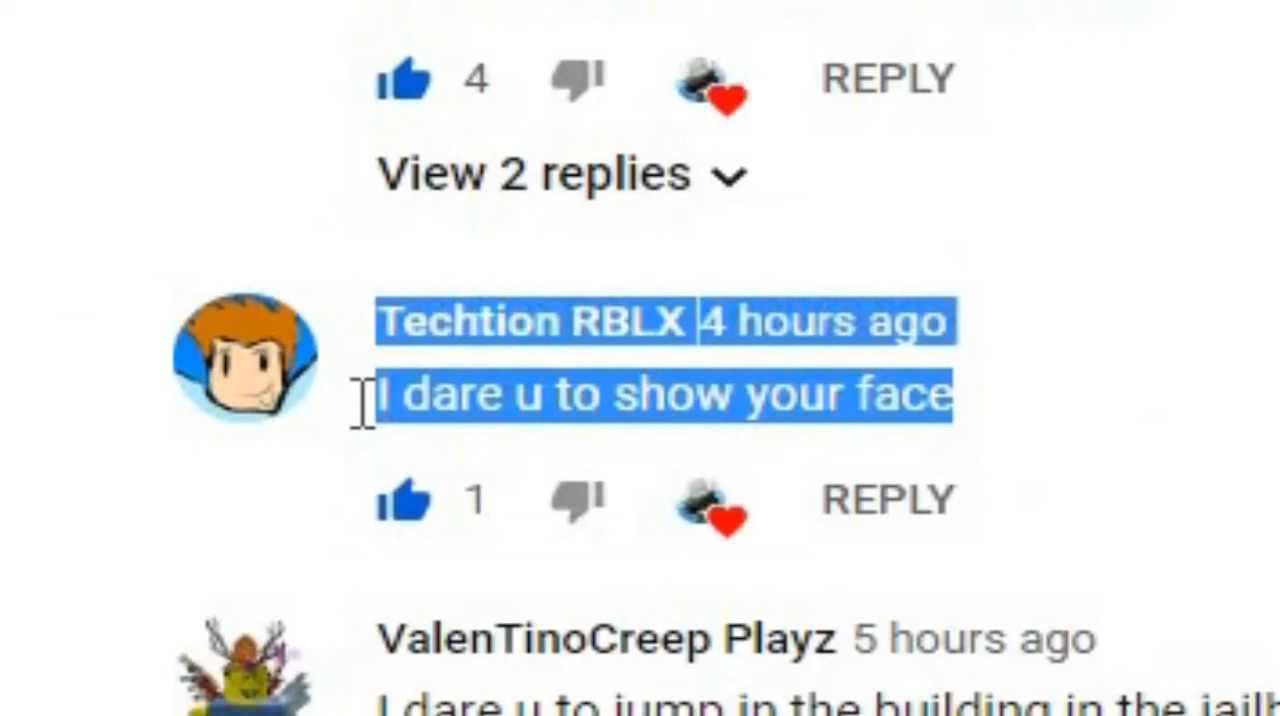 4 REPLY
View 2 replies
Techtion RBLX 4 hours ago
I dare u to show your face
1 REPLY
ValenTinoCreep Playz 5 hours ago
I dare u to jump in the building in the